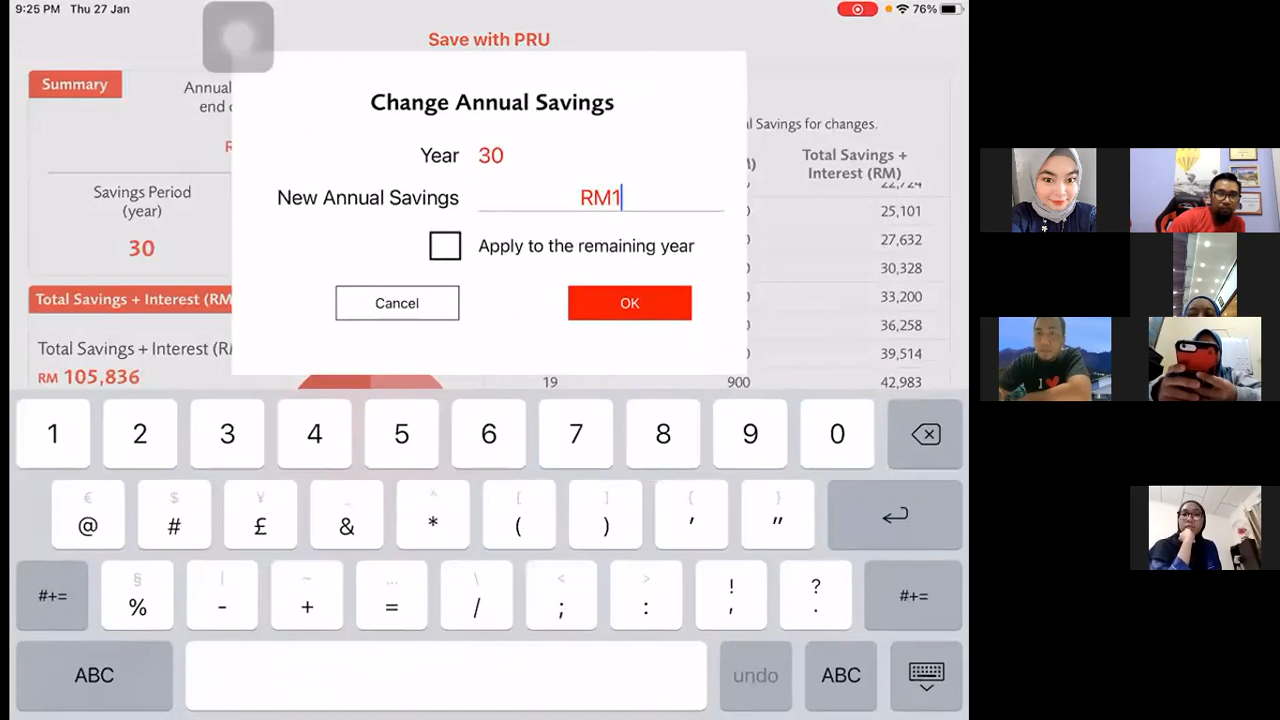 9:25 PM Thu 27 Jan
76%
Save with PRU
Summary
Annual
end
Savings Period
(year)
30
Total Savings + Interest (RM
Total Savings + Interest (RM
RM 105,836
Change Annual Savings
Year 30
New Annual Savings RM1
Apply to the remaining year
Cancel
OK
Savings for changes.
Total Savings +
Interest (RM)
22,724
25,101
27,632
30,328
33,200
36,258
39,514
19 900 42,983
1 2 3 4 5 6 7 8 9 0
€ $ ¥ _ ^ [ ] { }
@ # £ & * ( ) ' "
§ | ~ … \ < > ! ?
#+= % - + = / ; : , . #+=
ABC undo ABC
I